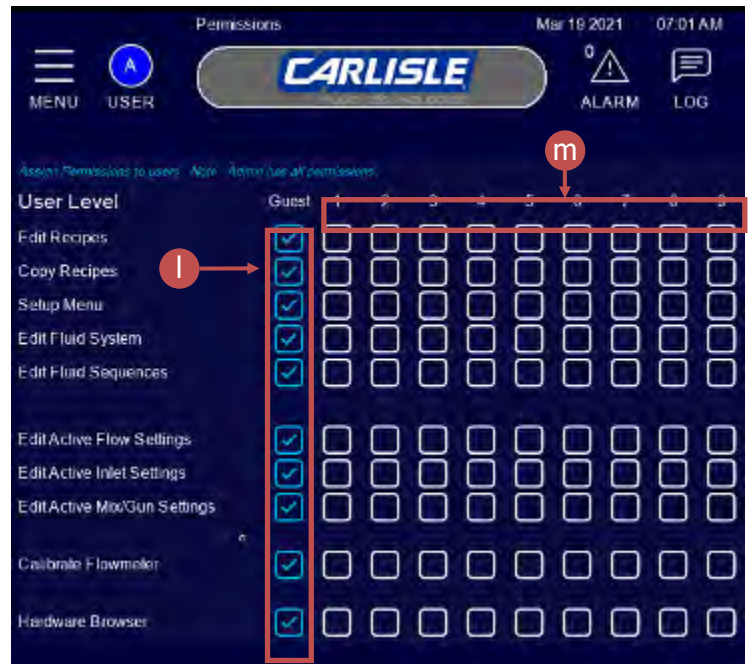 Permissions Mar 19 2021 07:01 AM
A CARLISLE 0
MENU USER ALARM LOG
m
Assign Permissions to users. Note: Admin has all permissions.
User Level Guest 1 2 3 4 5 6 7 8 9
Edit Recipes
Copy Recipes l
Setup Menu
Edit Fluid System
Edit Fluid Sequences
Edit Active Flow Settings
Edit Active Inlet Settings
Edit Active Mix/Gun Settings
Calibrate Flowmeter
Hardware Browser